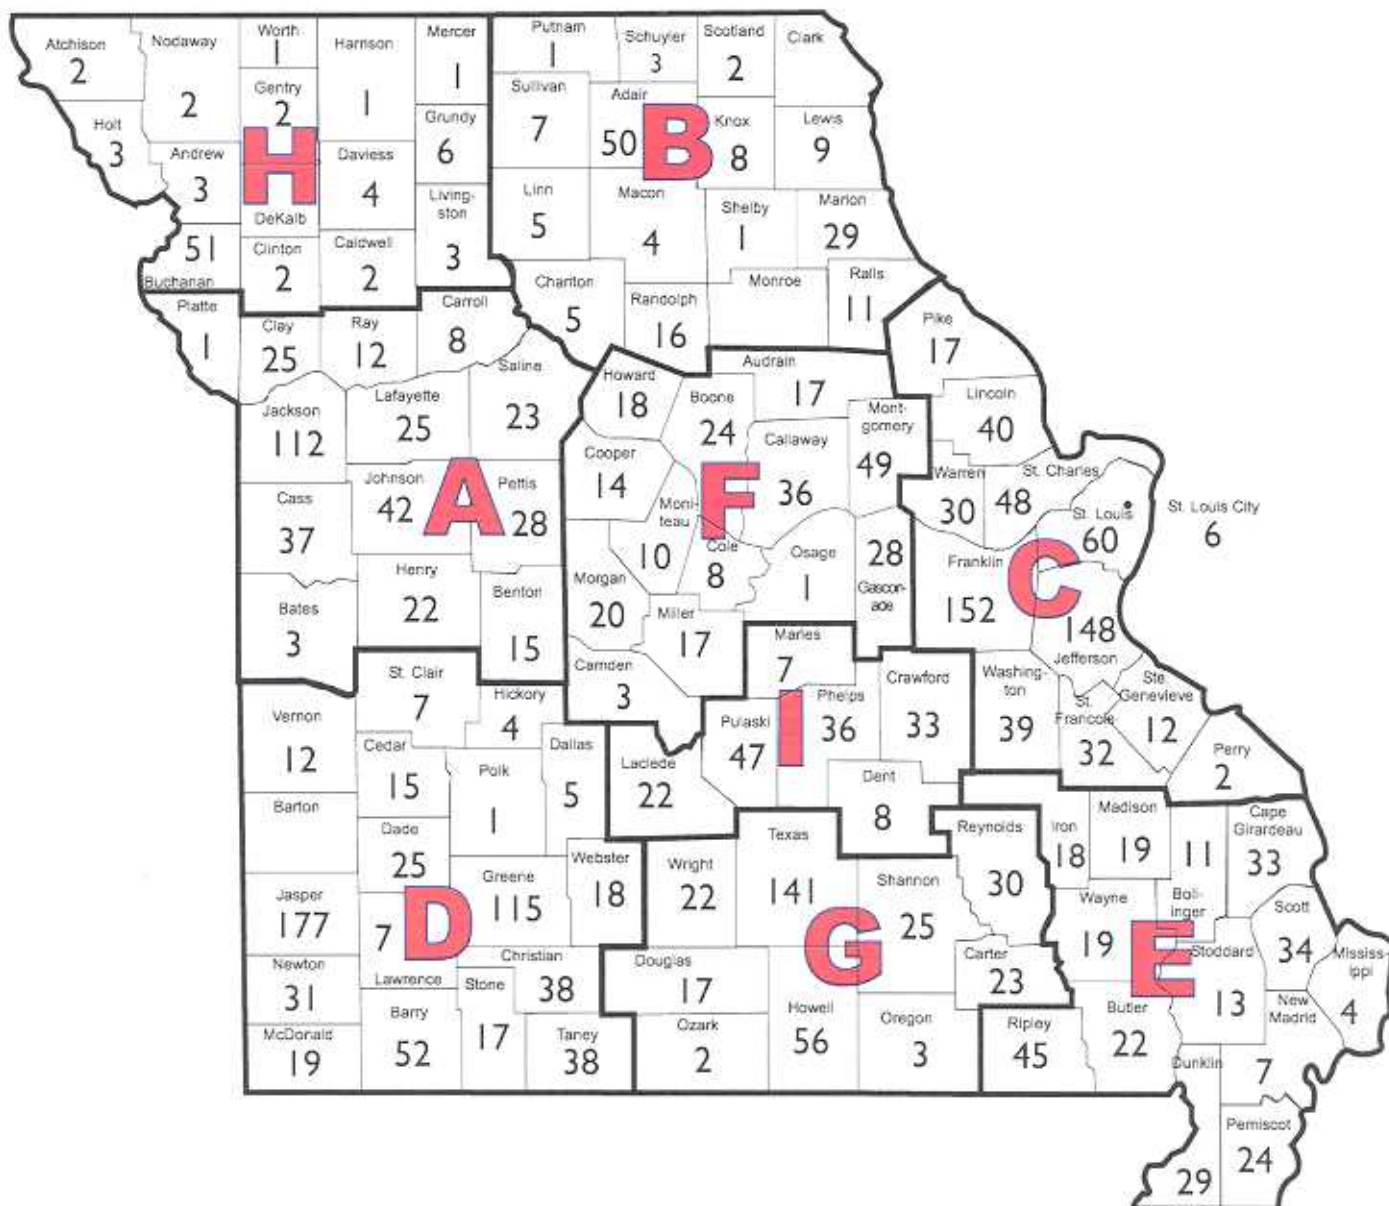 Atchison
2
Nodaway
2
Worth
1
Harrison
1
Mercer
1
Gentry
2
Holt
3
Andrew
3
H
DeKalb
Daviess
4
Grundy
6
Living-
ston
3
51
Buchanan
Clinton
2
Caldwell
2
Putnam
1
Schuyler
3
Scotland
2
Clark
Sullivan
7
Adair
50
B
Knox
8
Lewis
9
Linn
5
Macon
4
Shelby
1
Marion
29
Chariton
5
Randolph
16
Monroe
Ralls
11
Platte
1
Clay
25
Ray
12
Carroll
8
Saline
23
Jackson
112
Lafayette
25
Cass
37
Johnson
42
A
Pettis
28
Bates
3
Henry
22
Benton
15
Howard
18
Boone
24
Audrain
17
Cooper
14
Callaway
36
Mont-
gomery
49
F
Moni-
teau
10
Cole
8
Osage
1
28
Gascon-
ade
Morgan
20
Miller
17
Camden
3
Pike
17
Lincoln
40
Warren
30
St. Charles
48
St. Louis
60
St. Louis City
6
Franklin
152
C
148
Jefferson
Washing-
ton
39
St.
Francois
32
Ste.
Genevieve
12
Perry
2
Maries
7
Phelps
36
Crawford
33
Pulaski
47
I
Laclede
22
Dent
8
Vernon
12
St. Clair
7
Hickory
4
Cedar
15
Polk
1
Dallas
5
Barton
Dade
25
Greene
115
Webster
18
Jasper
177
7
Lawrence
D
Newton
31
Christian
38
Stone
17
McDonald
19
Barry
52
Taney
38
Wright
22
Texas
141
Shannon
25
Reynolds
30
G
Douglas
17
Howell
56
Carter
23
Ozark
2
Oregon
3
Iron
18
Madison
19
11
Bol-
inger
Cape
Girardeau
33
Wayne
19
E
Stoddard
13
Scott
34
Mississ-
ippi
4
Ripley
45
Butler
22
New
Madrid
7
Dunklin
29
Pemiscot
24